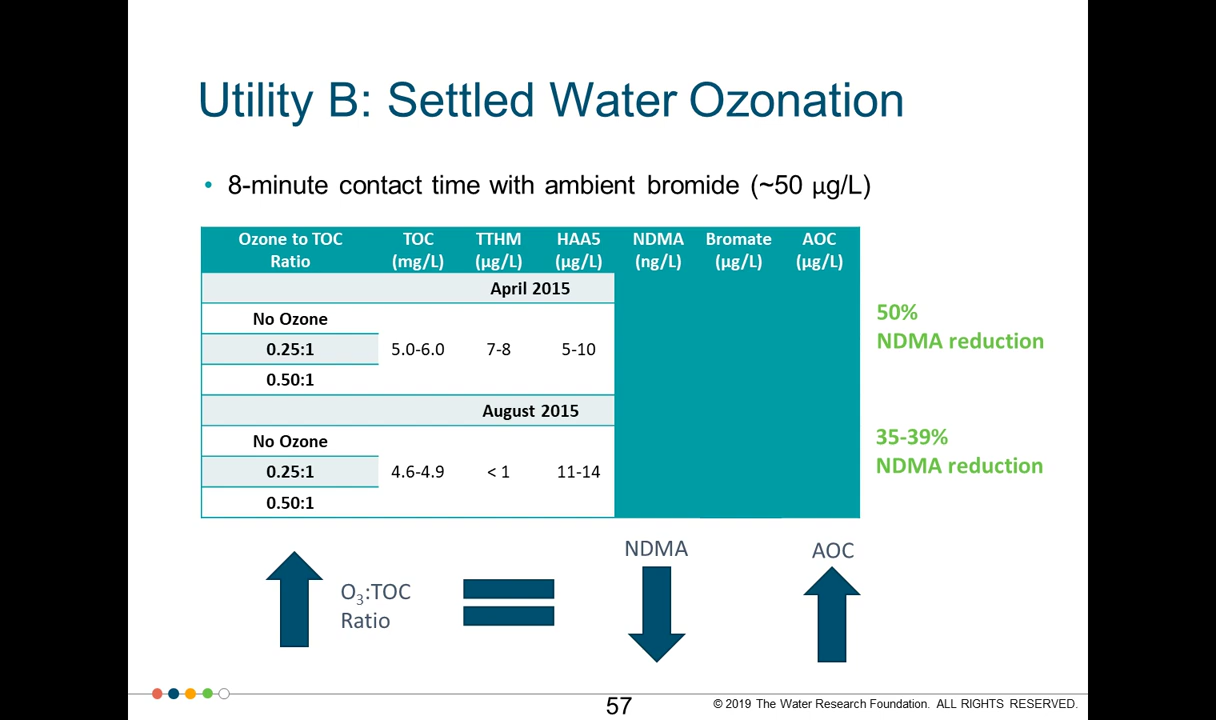 Utility B: Settled Water Ozonation
• 8-minute contact time with ambient bromide (~50 µg/L)
Ozone to TOC Ratio TOC (mg/L) TTHM (µg/L) HAA5 (µg/L) NDMA (ng/L) Bromate (µg/L) AOC (µg/L)
April 2015
No Ozone
0.25:1 5.0-6.0 7-8 5-10
0.50:1
50%
NDMA reduction
August 2015
No Ozone
0.25:1 4.6-4.9 < 1 11-14
0.50:1
35-39%
NDMA reduction
O3:TOC
Ratio
NDMA
AOC
57
© 2019 The Water Research Foundation. ALL RIGHTS RESERVED.